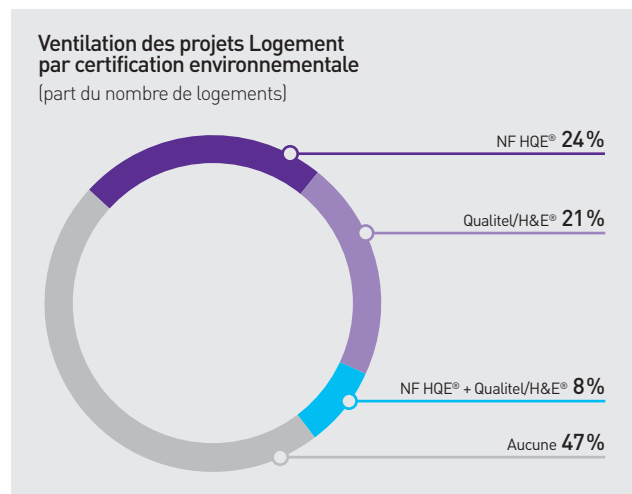 Ventilation des projets Logement
par certification environnementale
(part du nombre de logements)
NF HQE® 24%
Qualitel/H&E® 21%
NF HQE® + Qualitel/H&E® 8%
Aucune 47%